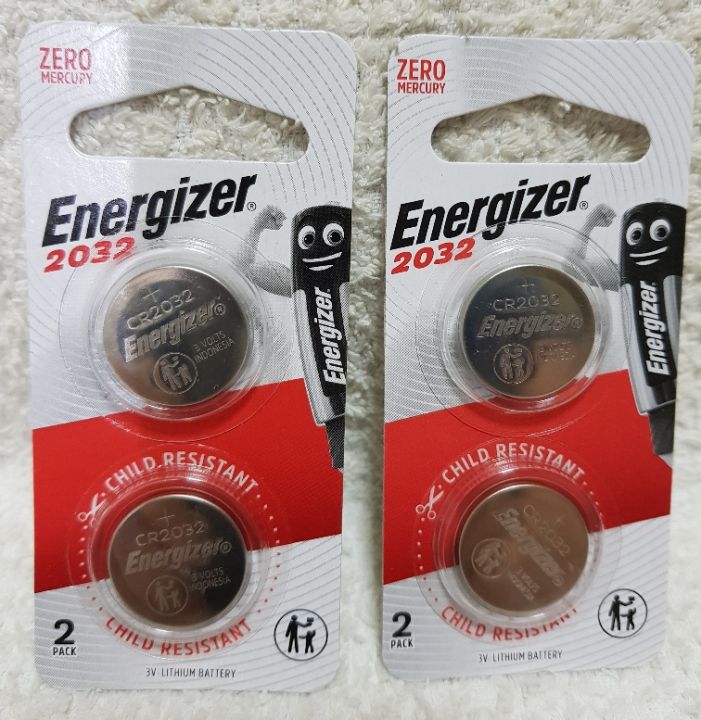 ZERO
MERCURY
Energizer®
2032
+
CR2032
Energizer®
3 VOLTS
INDONESIA
Energizer
CHILD RESISTANT
+
CR2032
Energizer®
3 VOLTS
INDONESIA
CHILD RESISTANT
2
PACK
3V LITHIUM BATTERY
ZERO
MERCURY
Energizer®
2032
+
CR2032
Energizer®
Energizer
CHILD RESISTANT
+
CR2032
Energizer
3 VOLTS
CHILD RESISTANT
2
PACK
3V LITHIUM BATTERY